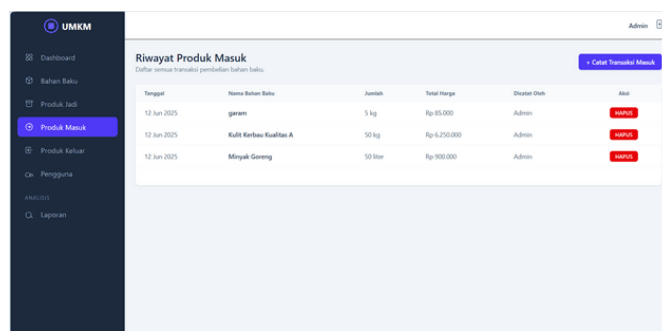 UMKM
Admin
Dashboard
Bahan Baku
Produk Jadi
Produk Masuk
Produk Keluar
Pengguna
ANALISIS
Laporan
Riwayat Produk Masuk
Daftar semua transaksi pembelian bahan baku.
+ Catat Transaksi Masuk
Tanggal Nama Bahan Baku Jumlah Total Harga Dicatat Oleh Aksi
12 Jun 2025 garam 5 kg Rp 85.000 Admin HAPUS
12 Jun 2025 Kulit Kerbau Kualitas A 50 kg Rp 6.250.000 Admin HAPUS
12 Jun 2025 Minyak Goreng 50 liter Rp 900.000 Admin HAPUS